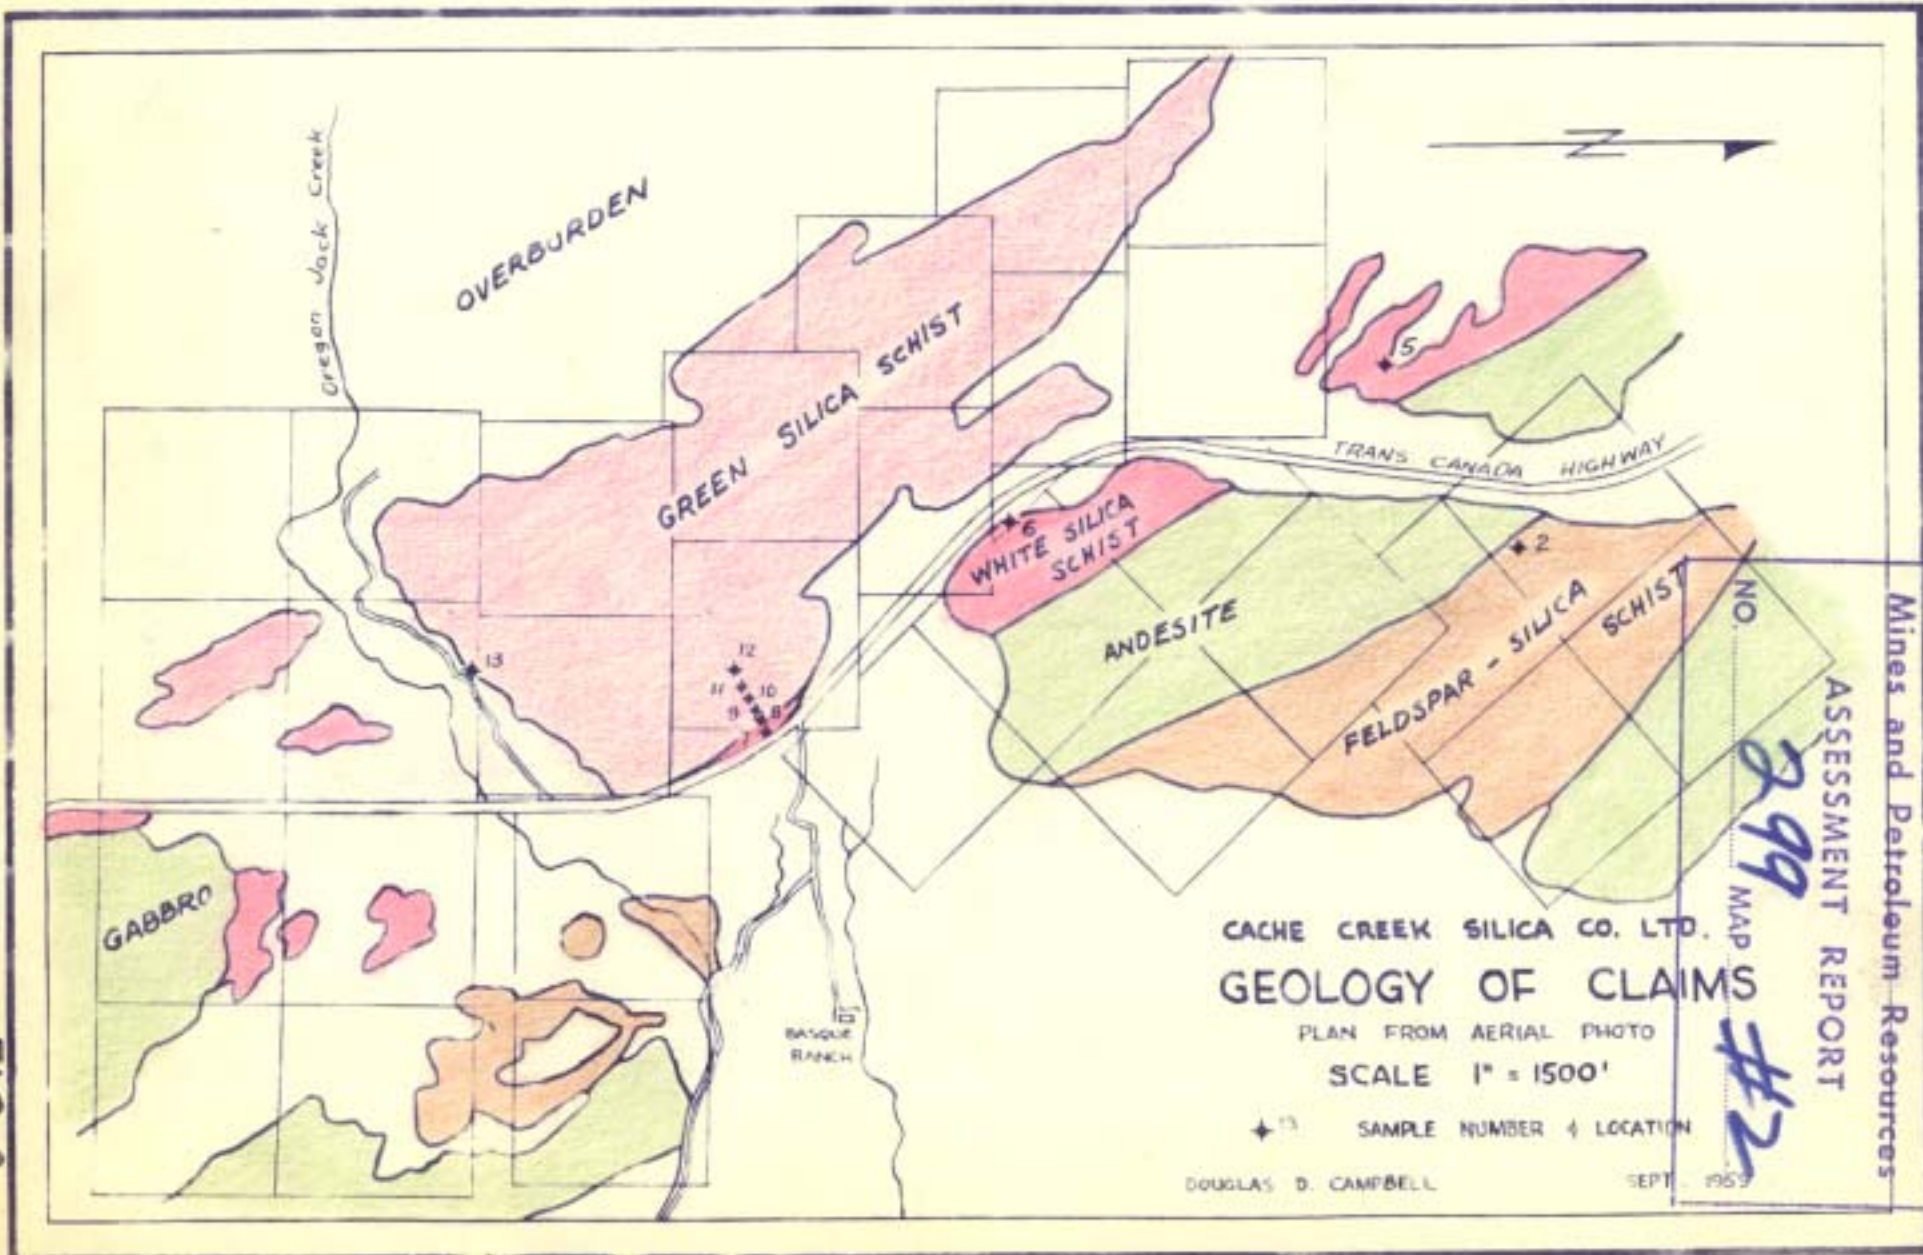 Oregon Jack Creek
OVERBURDEN
GREEN SILICA SCHIST
5
TRANS CANADA HIGHWAY
6
WHITE SILICA
SCHIST
2
ANDESITE
FELDSPAR - SILICA SCHIST
13
12
11 10
9 8
7
GABBRO
BASQUE
RANCH
CACHE CREEK SILICA CO. LTD.
GEOLOGY OF CLAIMS
PLAN FROM AERIAL PHOTO
SCALE 1" = 1500'
13 SAMPLE NUMBER & LOCATION
DOUGLAS D. CAMPBELL SEPT. 1959
Mines and Petroleum Resources
ASSESSMENT REPORT
NO. 299 MAP #2